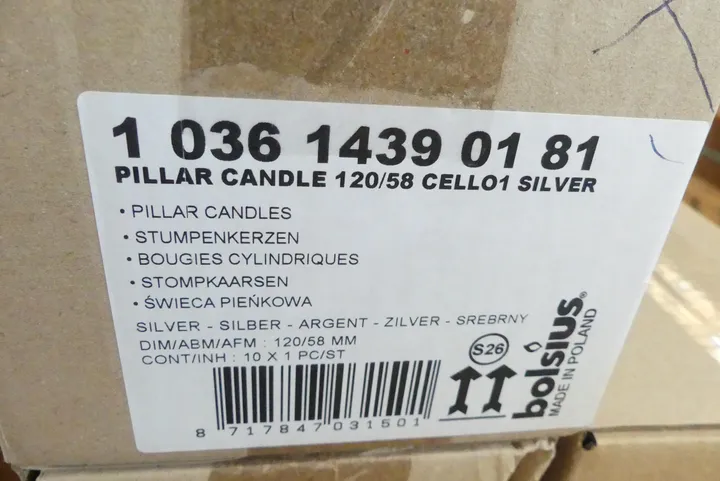 1 036 1439 01 81
PILLAR CANDLE 120/58 CELLO1 SILVER
• PILLAR CANDLES
• STUMPENKERZEN
• BOUGIES CYLINDRIQUES
• STOMPKAARSEN
• ŚWIECA PIEŃKOWA
SILVER - SILBER - ARGENT - ZILVER - SREBRNY
DIM/ABM/AFM : 120/58 MM
CONT/INH : 10 X 1 PC/ST
8 717847 031501
S26
bolsius®
MADE IN POLAND